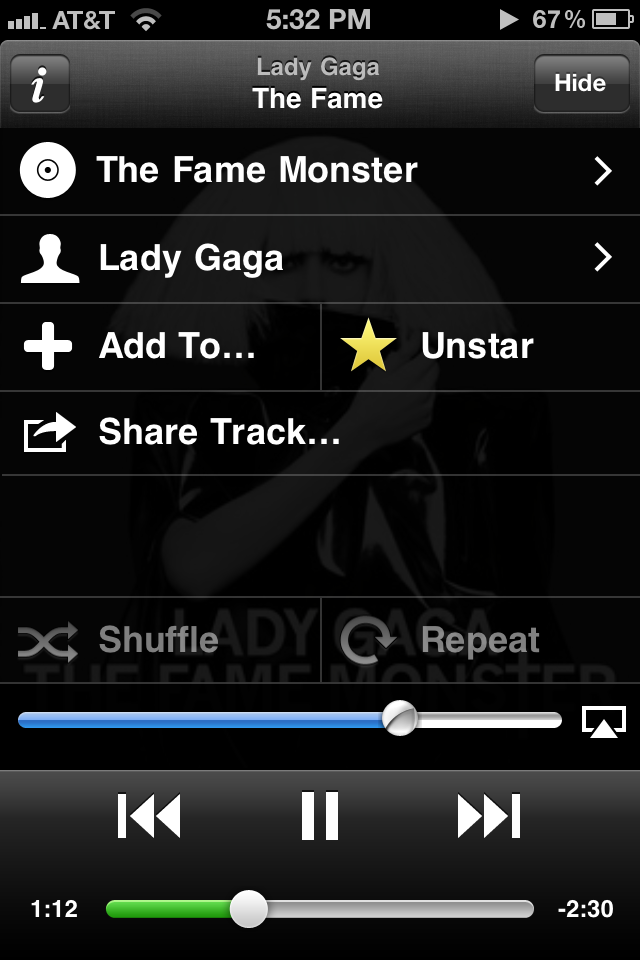 AT&T 5:32 PM 67%
Lady Gaga
i The Fame Hide
The Fame Monster
Lady Gaga
Add To... Unstar
Share Track...
LADY GAGA
Shuffle Repeat
THE FAME MONSTER
1:12 -2:30